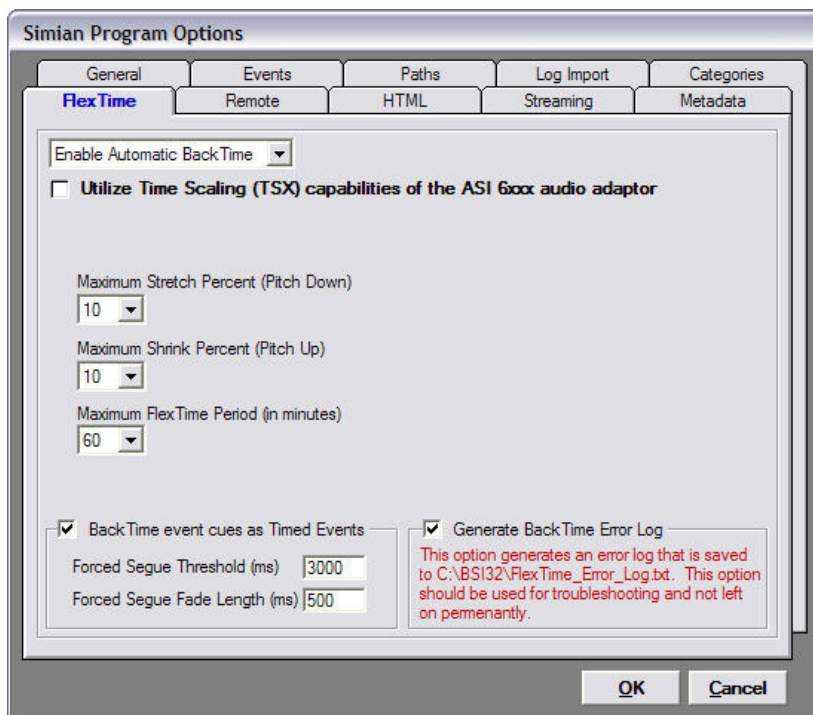 Simian Program Options
General Events Paths Log Import Categories
FlexTime Remote HTML Streaming Metadata
Enable Automatic BackTime
Utilize Time Scaling (TSX) capabilities of the ASI 6xxx audio adaptor
Maximum Stretch Percent (Pitch Down)
10
Maximum Shrink Percent (Pitch Up)
10
Maximum FlexTime Period (in minutes)
60
BackTime event cues as Timed Events
Forced Segue Threshold (ms) 3000
Forced Segue Fade Length (ms) 500
Generate BackTime Error Log
This option generates an error log that is saved
to C:\BSI32\FlexTime_Error_Log.txt. This option
should be used for troubleshooting and not left
on permenantly.
OK Cancel